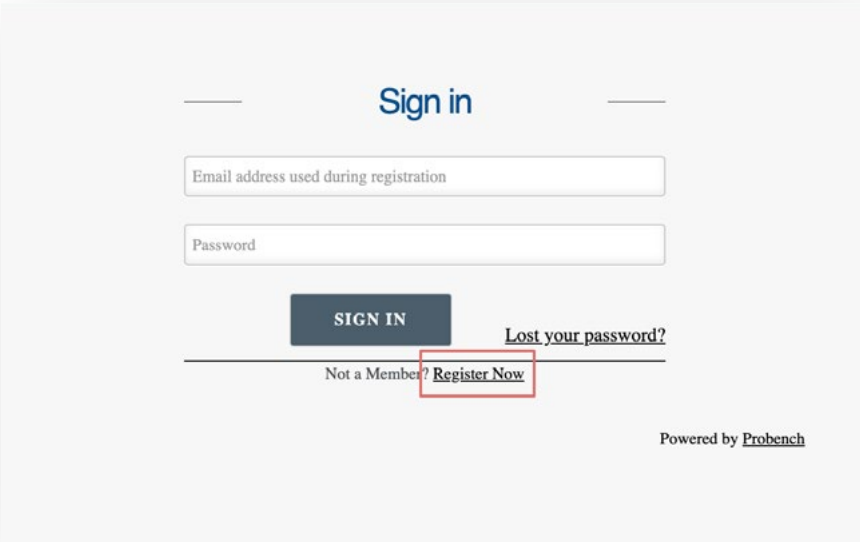 Sign in
Email address used during registration
Password
SIGN IN
Lost your password?
Not a Member? Register Now
Powered by Probench